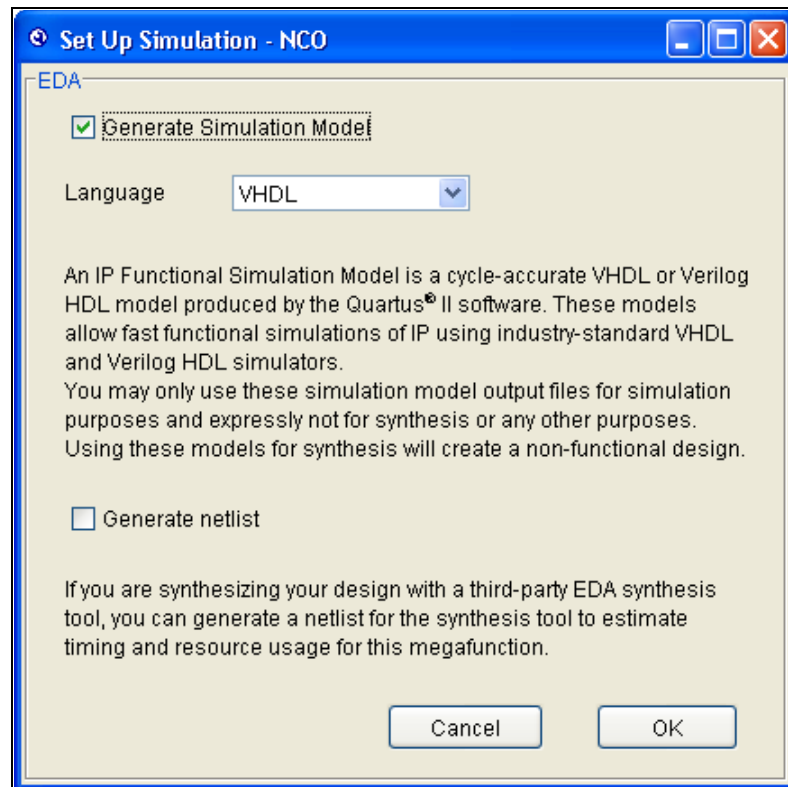 Set Up Simulation - NCO
EDA
Generate Simulation Model
Language VHDL
An IP Functional Simulation Model is a cycle-accurate VHDL or Verilog
HDL model produced by the Quartus® II software. These models
allow fast functional simulations of IP using industry-standard VHDL
and Verilog HDL simulators.
You may only use these simulation model output files for simulation
purposes and expressly not for synthesis or any other purposes.
Using these models for synthesis will create a non-functional design.
Generate netlist
If you are synthesizing your design with a third-party EDA synthesis
tool, you can generate a netlist for the synthesis tool to estimate
timing and resource usage for this megafunction.
Cancel OK